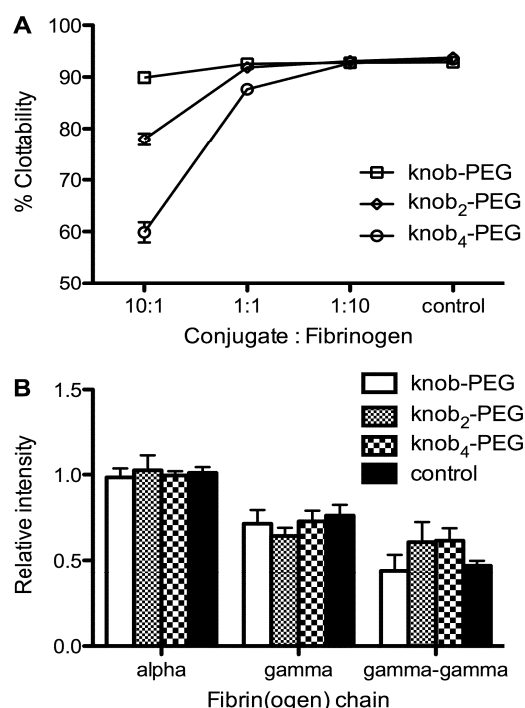 A
100
90
80
70
60
50
% Clottability
knob-PEG
knob₂-PEG
knob₄-PEG
10:1 1:1 1:10 control
Conjugate : Fibrinogen
B
1.5
1.0
0.5
0.0
Relative intensity
knob-PEG
knob₂-PEG
knob₄-PEG
control
alpha gamma gamma-gamma
Fibrin(ogen) chain